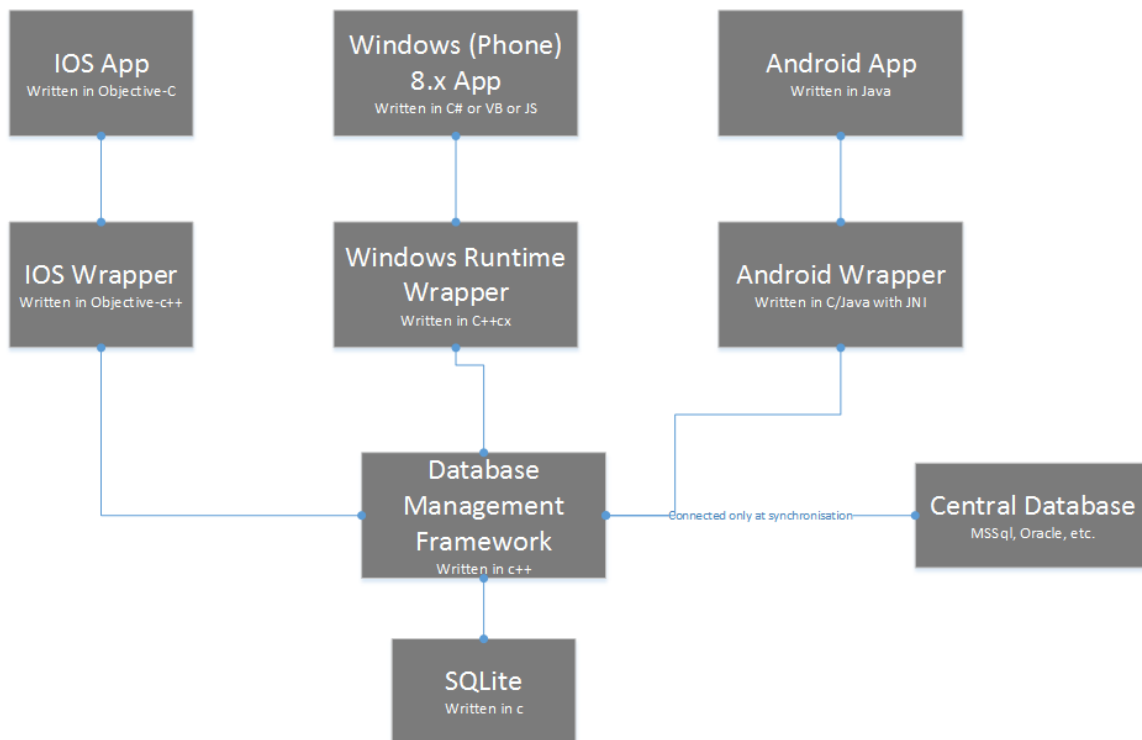 IOS App
Written in Objective-C
Windows (Phone)
8.x App
Written in C# or VB or JS
Android App
Written in Java
IOS Wrapper
Written in Objective-c++
Windows Runtime
Wrapper
Written in C++cx
Android Wrapper
Written in C/Java with JNI
Database
Management
Framework
Written in c++
Connected only at synchronisation
Central Database
MSSql, Oracle, etc.
SQLite
Written in c